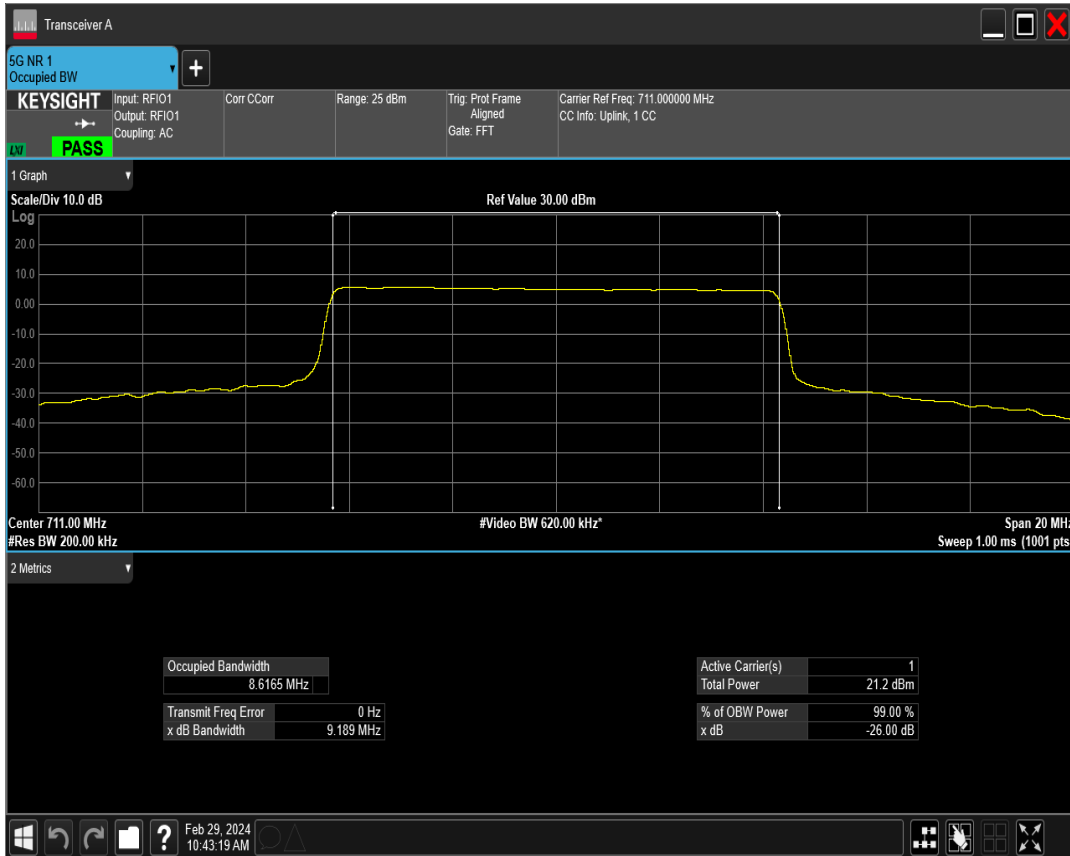 Transceiver A
5G NR 1
Occupied BW
KEYSIGHT
LXI
PASS
Input: RFIO1
Output: RFIO1
Coupling: AC
Corr CCorr
Range: 25 dBm
Trig: Prot Frame
Aligned
Gate: FFT
Carrier Ref Freq: 711.000000 MHz
CC Info: Uplink, 1 CC
1 Graph
Scale/Div 10.0 dB
Ref Value 30.00 dBm
Log
20.0
10.0
0.00
-10.0
-20.0
-30.0
-40.0
-50.0
-60.0
Center 711.00 MHz
#Video BW 620.00 kHz*
Span 20 MHz
#Res BW 200.00 kHz
Sweep 1.00 ms (1001 pts
2 Metrics
Occupied Bandwidth
8.6165 MHz
Transmit Freq Error 0 Hz
x dB Bandwidth 9.189 MHz
Active Carrier(s) 1
Total Power 21.2 dBm
% of OBW Power 99.00 %
x dB -26.00 dB
?
Feb 29, 2024
10:43:19 AM